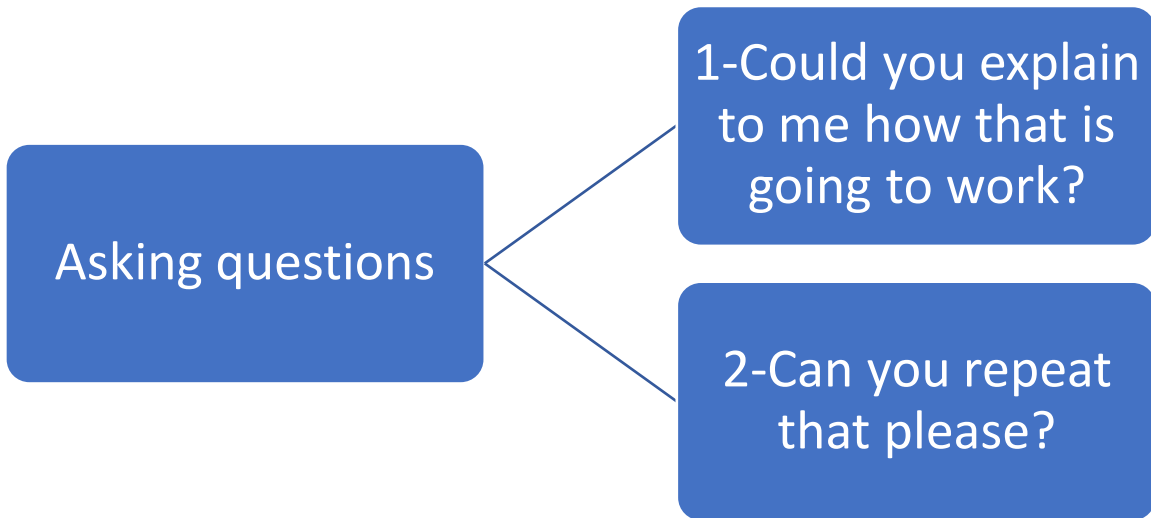 Asking questions
1-Could you explain
to me how that is
going to work?
2-Can you repeat
that please?